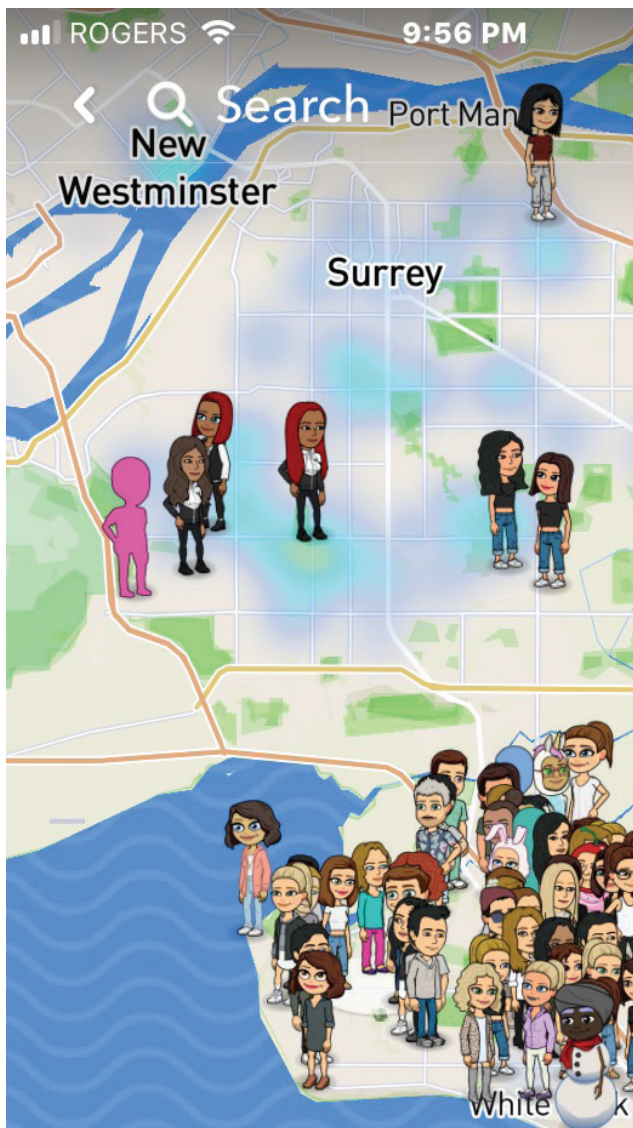 ROGERS 9:56 PM
Search
Port Man
New
Westminster
Surrey
White k